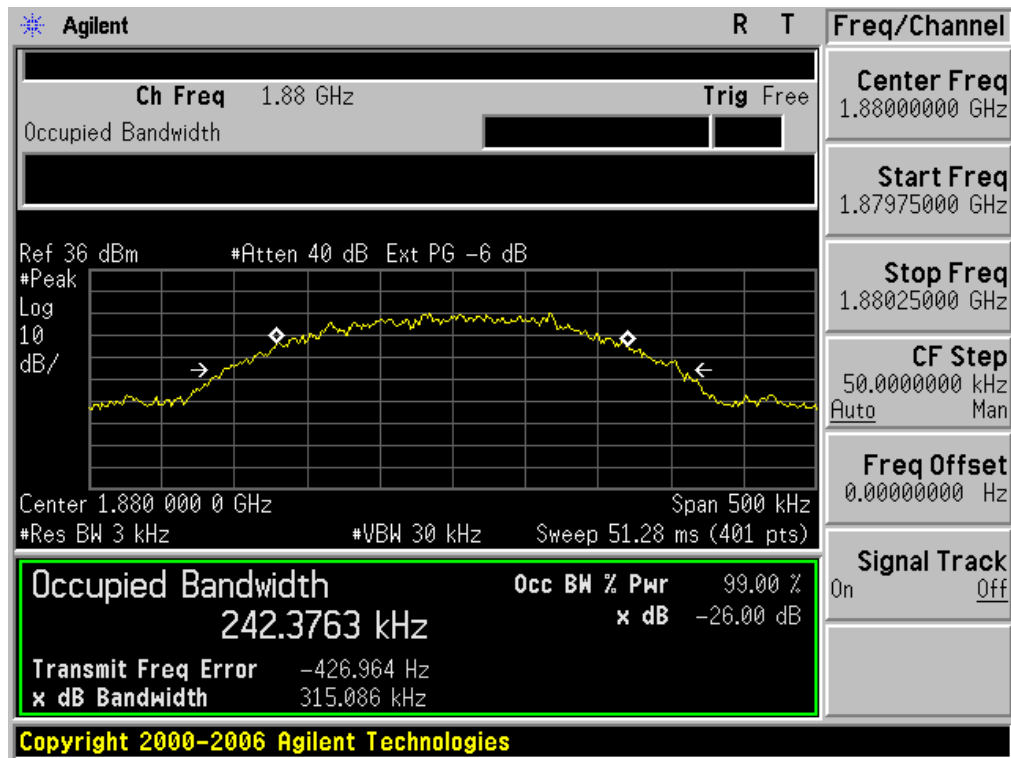 Agilent R T
Ch Freq 1.88 GHz Trig Free
Occupied Bandwidth
Ref 36 dBm #Atten 40 dB Ext PG -6 dB
#Peak
Log
10
dB/
Center 1.880 000 0 GHz Span 500 kHz
#Res BW 3 kHz #VBW 30 kHz Sweep 51.28 ms (401 pts)
Occupied Bandwidth
242.3763 kHz
Occ BW % Pwr 99.00 %
x dB -26.00 dB
Transmit Freq Error -426.964 Hz
x dB Bandwidth 315.086 kHz
Copyright 2000-2006 Agilent Technologies
Freq/Channel
Center Freq
1.88000000 GHz
Start Freq
1.87975000 GHz
Stop Freq
1.88025000 GHz
CF Step
50.0000000 kHz
Auto Man
Freq Offset
0.00000000 Hz
Signal Track
On Off